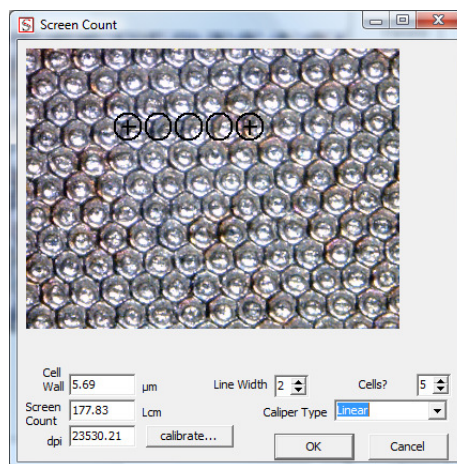 Screen Count
Cell Wall 5.69 µm Line Width 2 Cells? 5
Screen Count 177.83 Lcm Caliper Type Linear
dpi 23530.21 calibrate...
OK Cancel